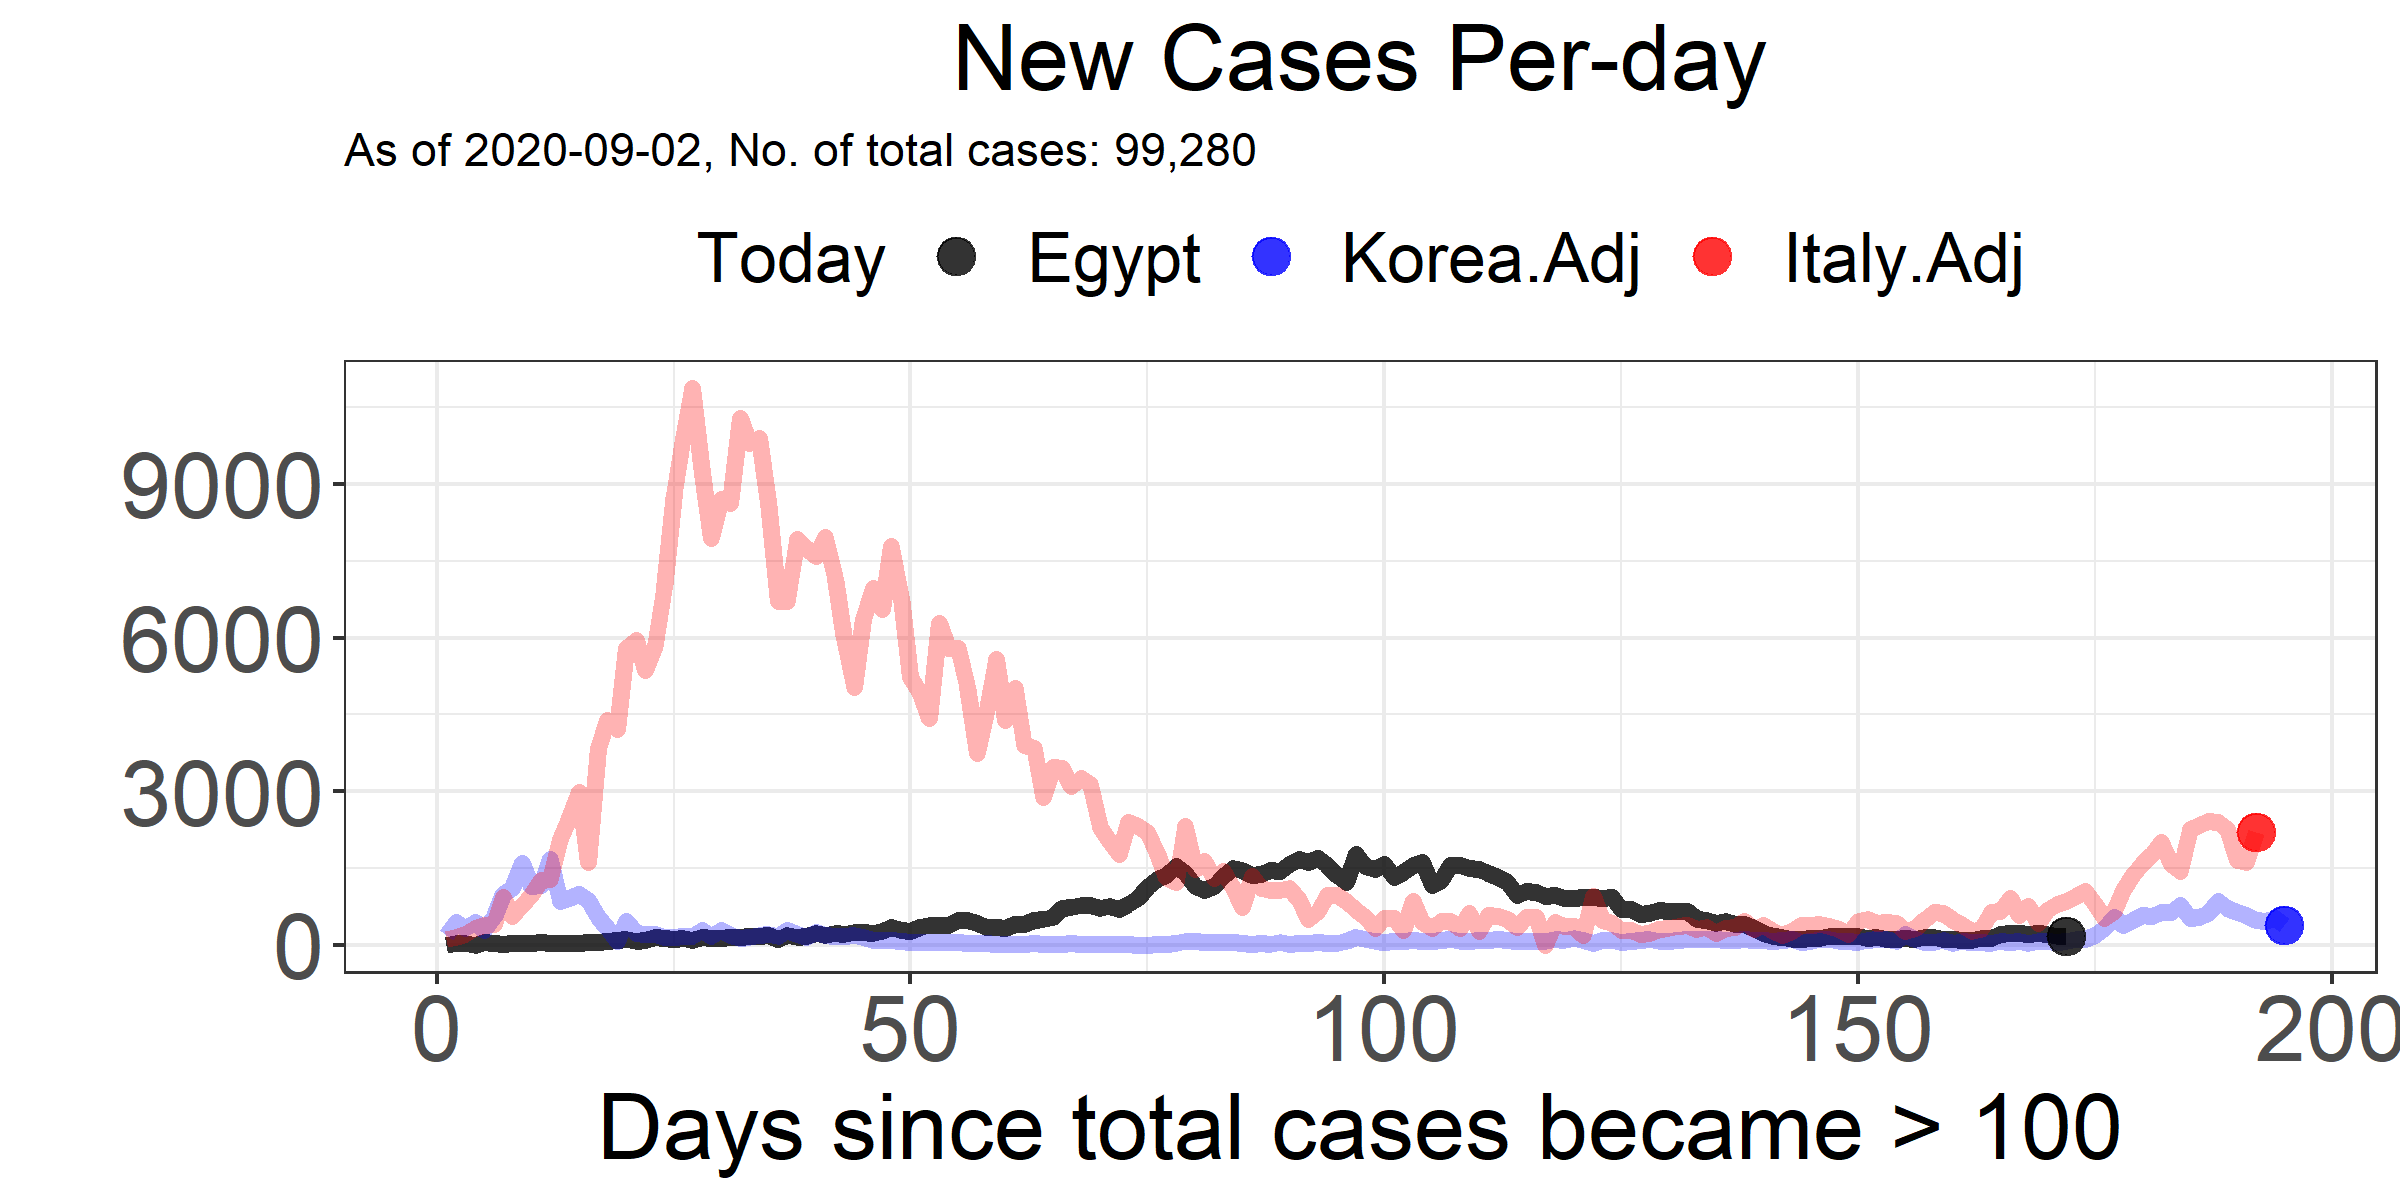 New Cases Per-day
As of 2020-09-02, No. of total cases: 99,280
Today Egypt Korea.Adj Italy.Adj
9000
6000
3000
0
0 50 100 150 200
Days since total cases became > 100